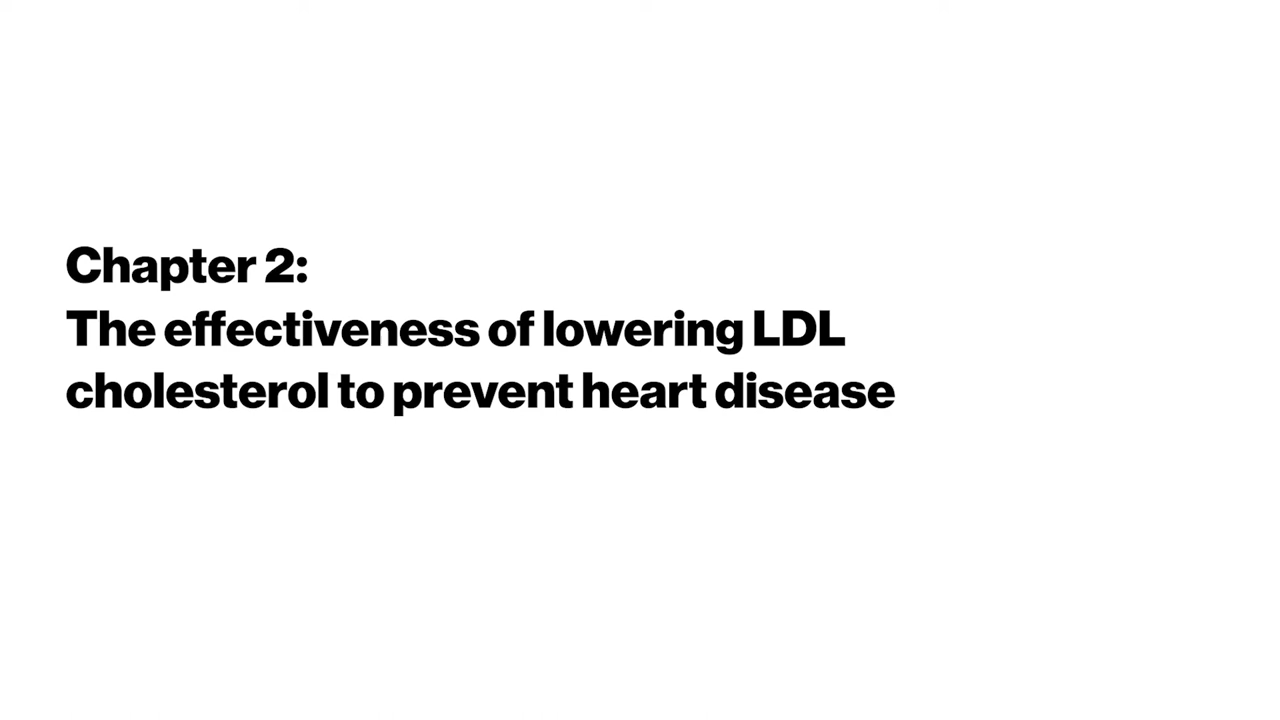 Chapter 2:
The effectiveness of lowering LDL
cholesterol to prevent heart disease